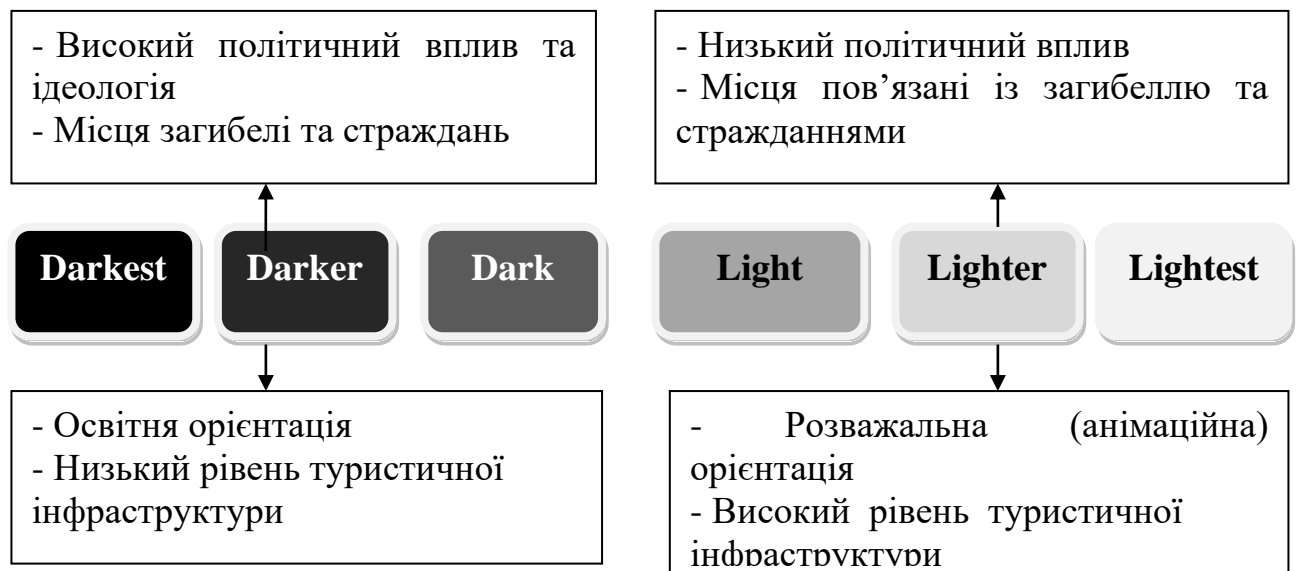 - Високий політичний вплив та
ідеологія
- Місця загибелі та страждань
- Низький політичний вплив
- Місця пов’язані із загибеллю та
стражданнями
Darkest
Darker
Dark
Light
Lighter
Lightest
- Освітня орієнтація
- Низький рівень туристичної
інфраструктури
- Розважальна (анімаційна)
орієнтація
- Високий рівень туристичної
інфраструктури